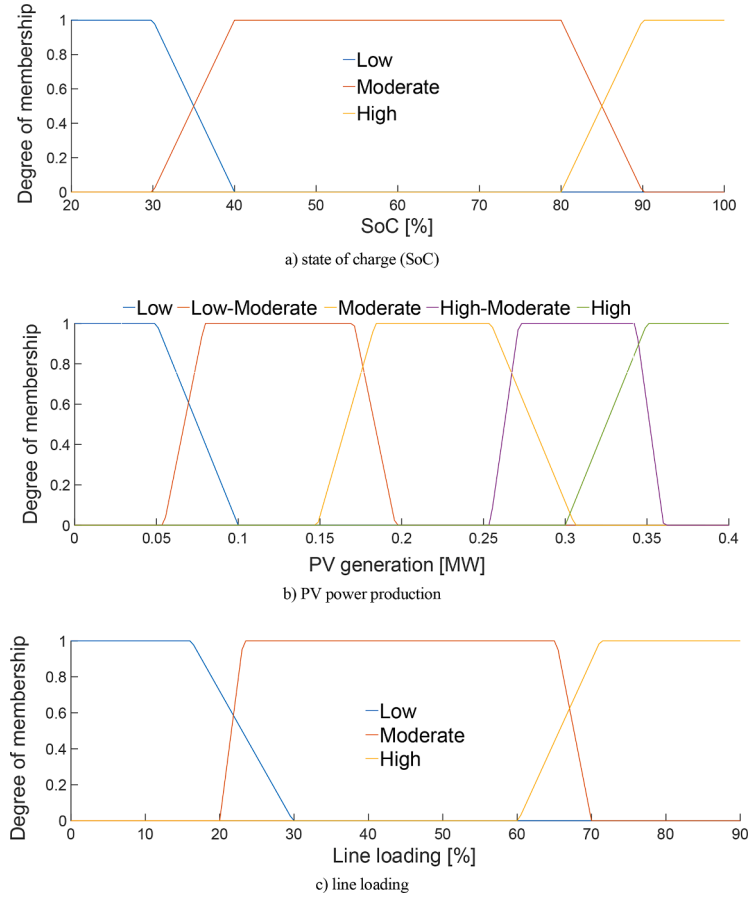 Degree of membership
1
0.8
0.6
0.4
0.2
0
Low
Moderate
High
20 30 40 50 60 70 80 90 100
SoC [%]
a) state of charge (SoC)
Low Low-Moderate Moderate High-Moderate High
Degree of membership
1
0.8
0.6
0.4
0.2
0
0 0.05 0.1 0.15 0.2 0.25 0.3 0.35 0.4
PV generation [MW]
b) PV power production
Degree of membership
1
0.8
0.6
0.4
0.2
0
Low
Moderate
High
0 10 20 30 40 50 60 70 80 90
Line loading [%]
c) line loading